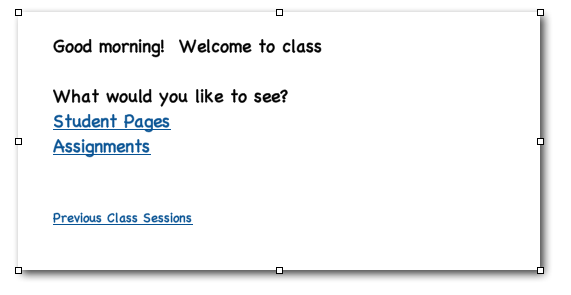 Good morning!  Welcome to class
What would you like to see?
Student Pages
Assignments
Previous Class Sessions